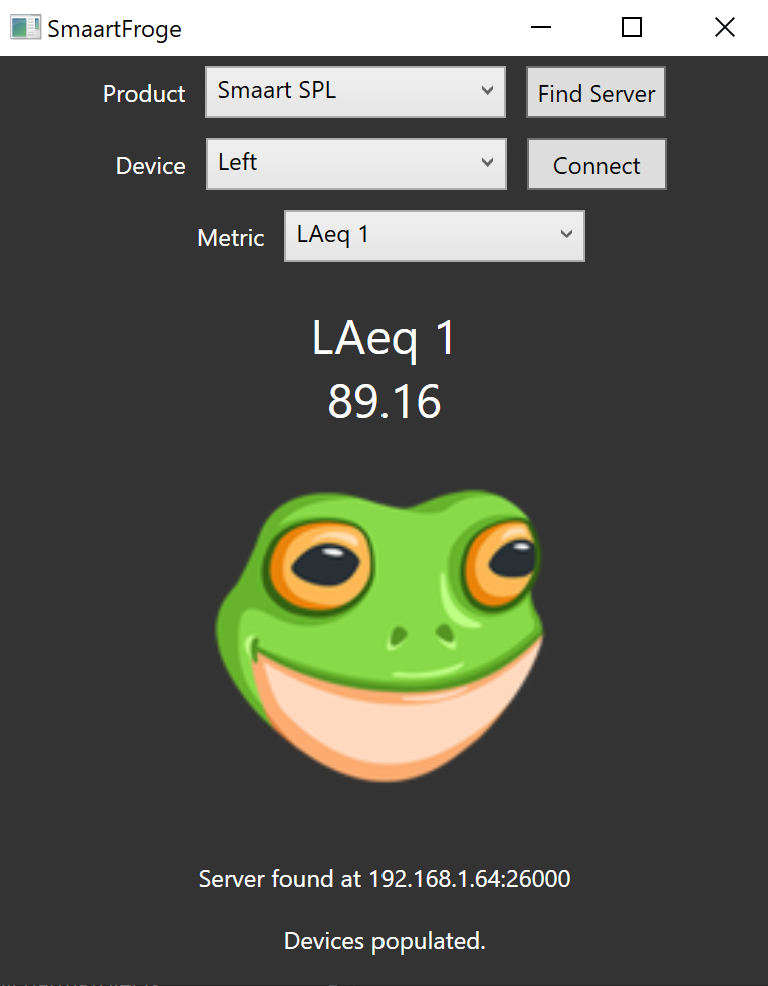 SmaartFroge
Product Smaart SPL Find Server
Device Left Connect
Metric LAeq 1
LAeq 1
89.16
Server found at 192.168.1.64:26000
Devices populated.